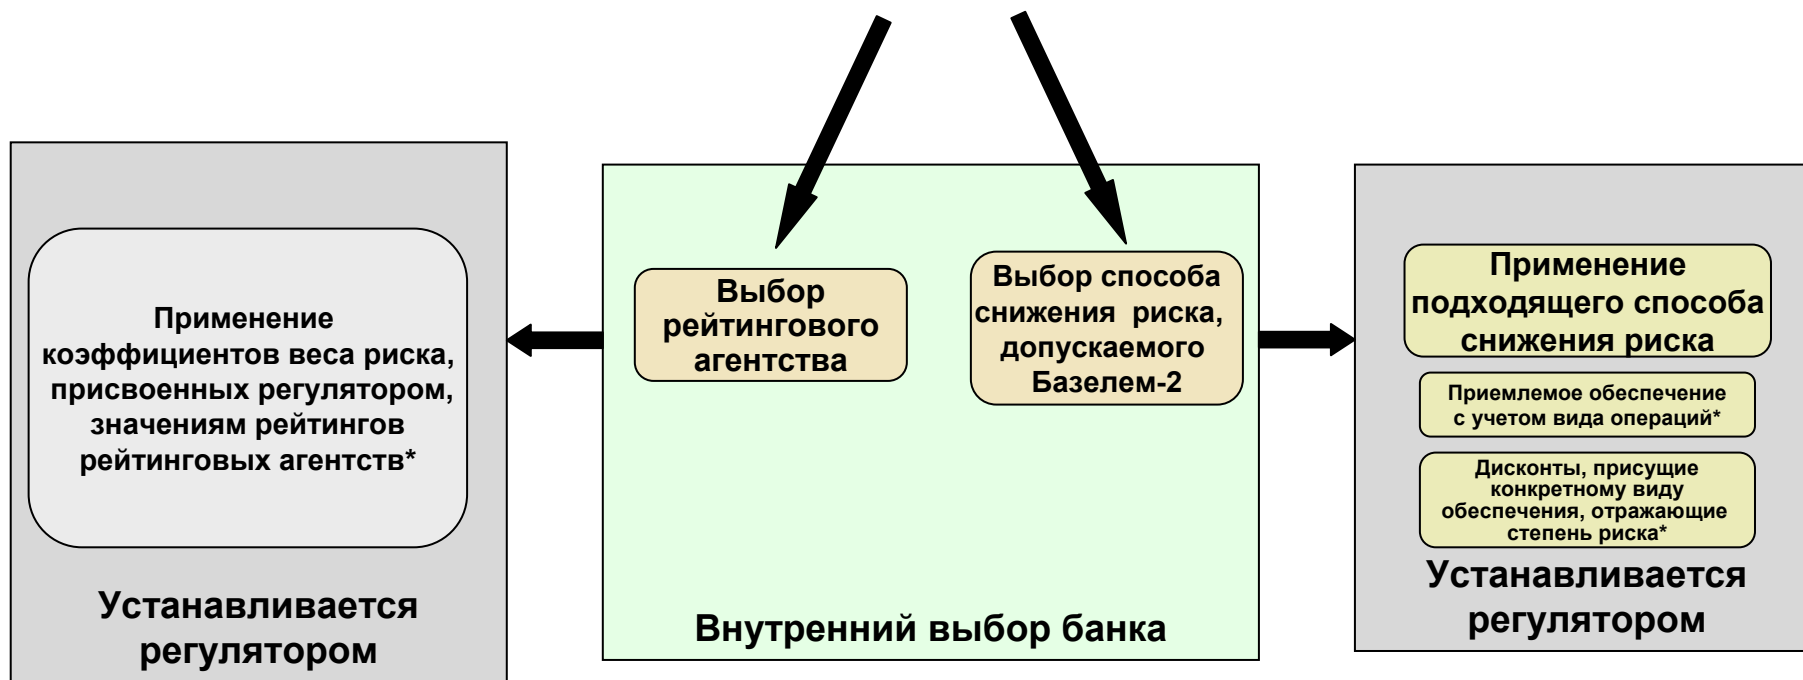 Применение
коэффициентов веса риска,
присвоенных регулятором,
значениям рейтингов
рейтинговых агентств*
Устанавливается
регулятором
Выбор
рейтингового
агентства
Выбор способа
снижения риска,
допускаемого
Базелем-2
Внутренний выбор банка
Применение
подходящего способа
снижения риска
Приемлемое обеспечение
с учетом вида операций*
Дисконты, присущие
конкретному виду
обеспечения, отражающие
степень риска*
Устанавливается
регулятором